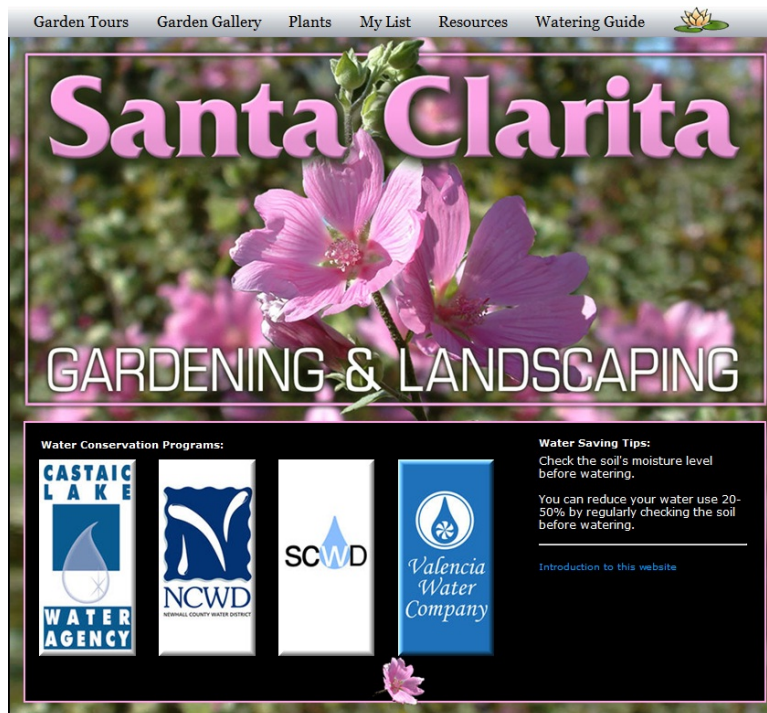 Garden Tours Garden Gallery Plants My List Resources Watering Guide
Santa Clarita
GARDENING & LANDSCAPING
Water Conservation Programs:
CASTAIC
LAKE
WATER
AGENCY
NCWD
NEWHALL COUNTY WATER DISTRICT
SCWD
Valencia
Water
Company
Water Saving Tips:
Check the soil's moisture level
before watering.
You can reduce your water use 20-
50% by regularly checking the soil
before watering.
Introduction to this website